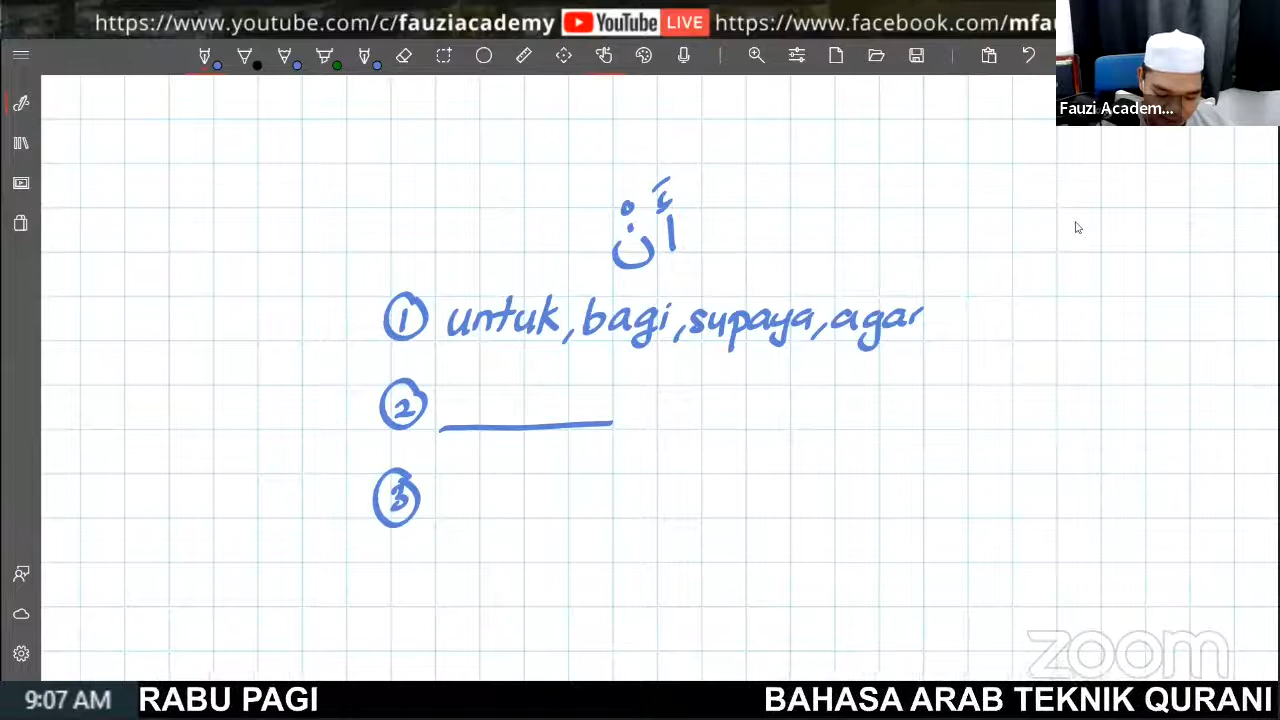 https://www.youtube.com/c/fauziacademy YouTube LIVE https://www.facebook.com/mfau
Fauzi Academ...
أَنْ
1 untuk, bagi, supaya, agar
2
3
zoom
9:07 AM RABU PAGI BAHASA ARAB TEKNIK QURANI